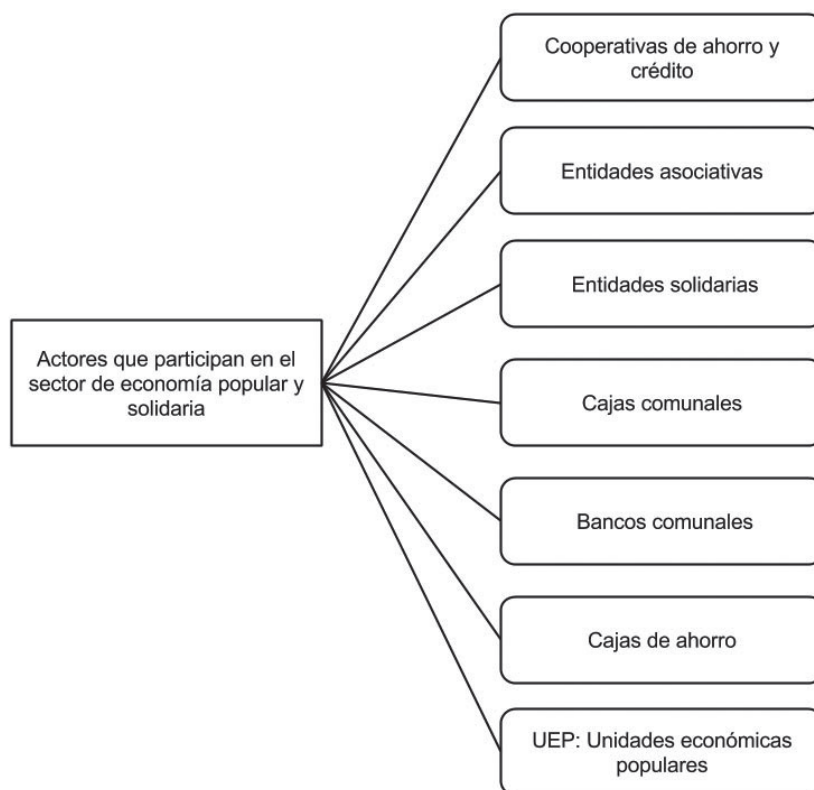 Cooperativas de ahorro y
crédito
Entidades asociativas
Entidades solidarias
Actores que participan en el
sector de economía popular y
solidaria
Cajas comunales
Bancos comunales
Cajas de ahorro
UEP: Unidades económicas
populares